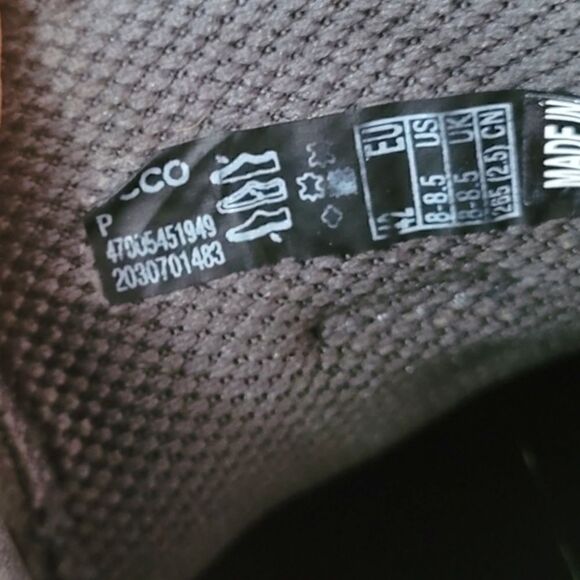 CCO
P
47005451949
2030701483
EU 42
US 8-8.5
UK 8-8.5
CN 265 (2.5)
MADE IN